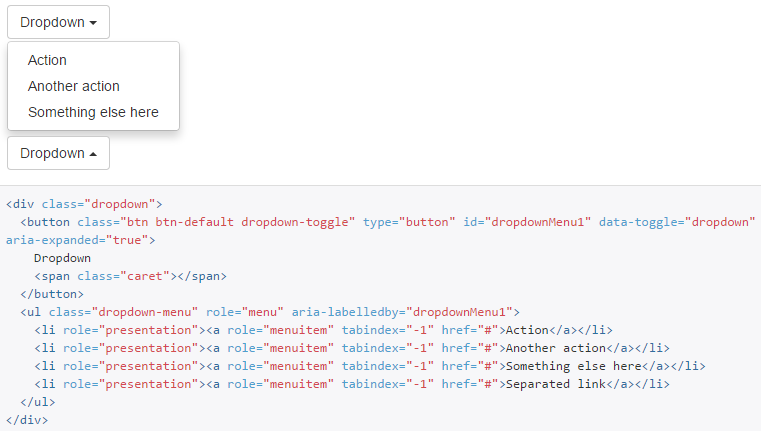 Dropdown
Action
Another action
Something else here
Dropdown
<div class="dropdown">
  <button class="btn btn-default dropdown-toggle" type="button" id="dropdownMenu1" data-toggle="dropdown"
aria-expanded="true">
    Dropdown
    <span class="caret"></span>
  </button>
  <ul class="dropdown-menu" role="menu" aria-labelledby="dropdownMenu1">
    <li role="presentation"><a role="menuitem" tabindex="-1" href="#">Action</a></li>
    <li role="presentation"><a role="menuitem" tabindex="-1" href="#">Another action</a></li>
    <li role="presentation"><a role="menuitem" tabindex="-1" href="#">Something else here</a></li>
    <li role="presentation"><a role="menuitem" tabindex="-1" href="#">Separated link</a></li>
  </ul>
</div>